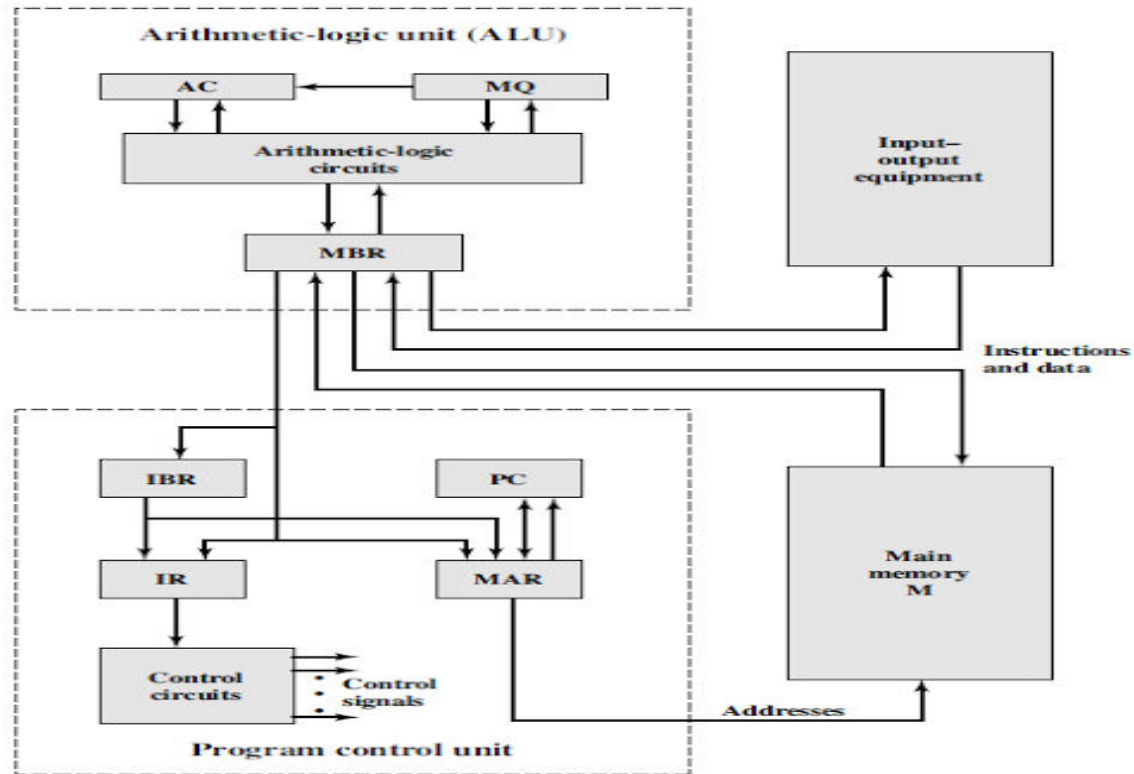 Arithmetic-logic unit (ALU)
AC
MQ
Arithmetic-logic
circuits
MBR
Input–
output
equipment
Instructions
and data
IBR
PC
IR
MAR
Main
memory
M
Control
circuits
Control
signals
Addresses
Program control unit